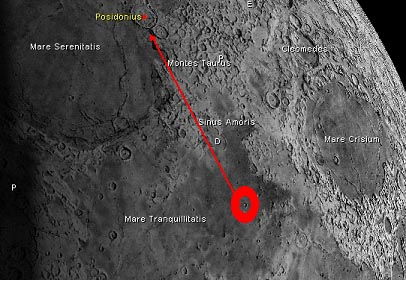 E
Posidonius
Mare Serenitatis
Cleomedes
P
Montes Taurus
Sinus Amoris
D
Mare Crisium
P
Mare Tranquillitatis